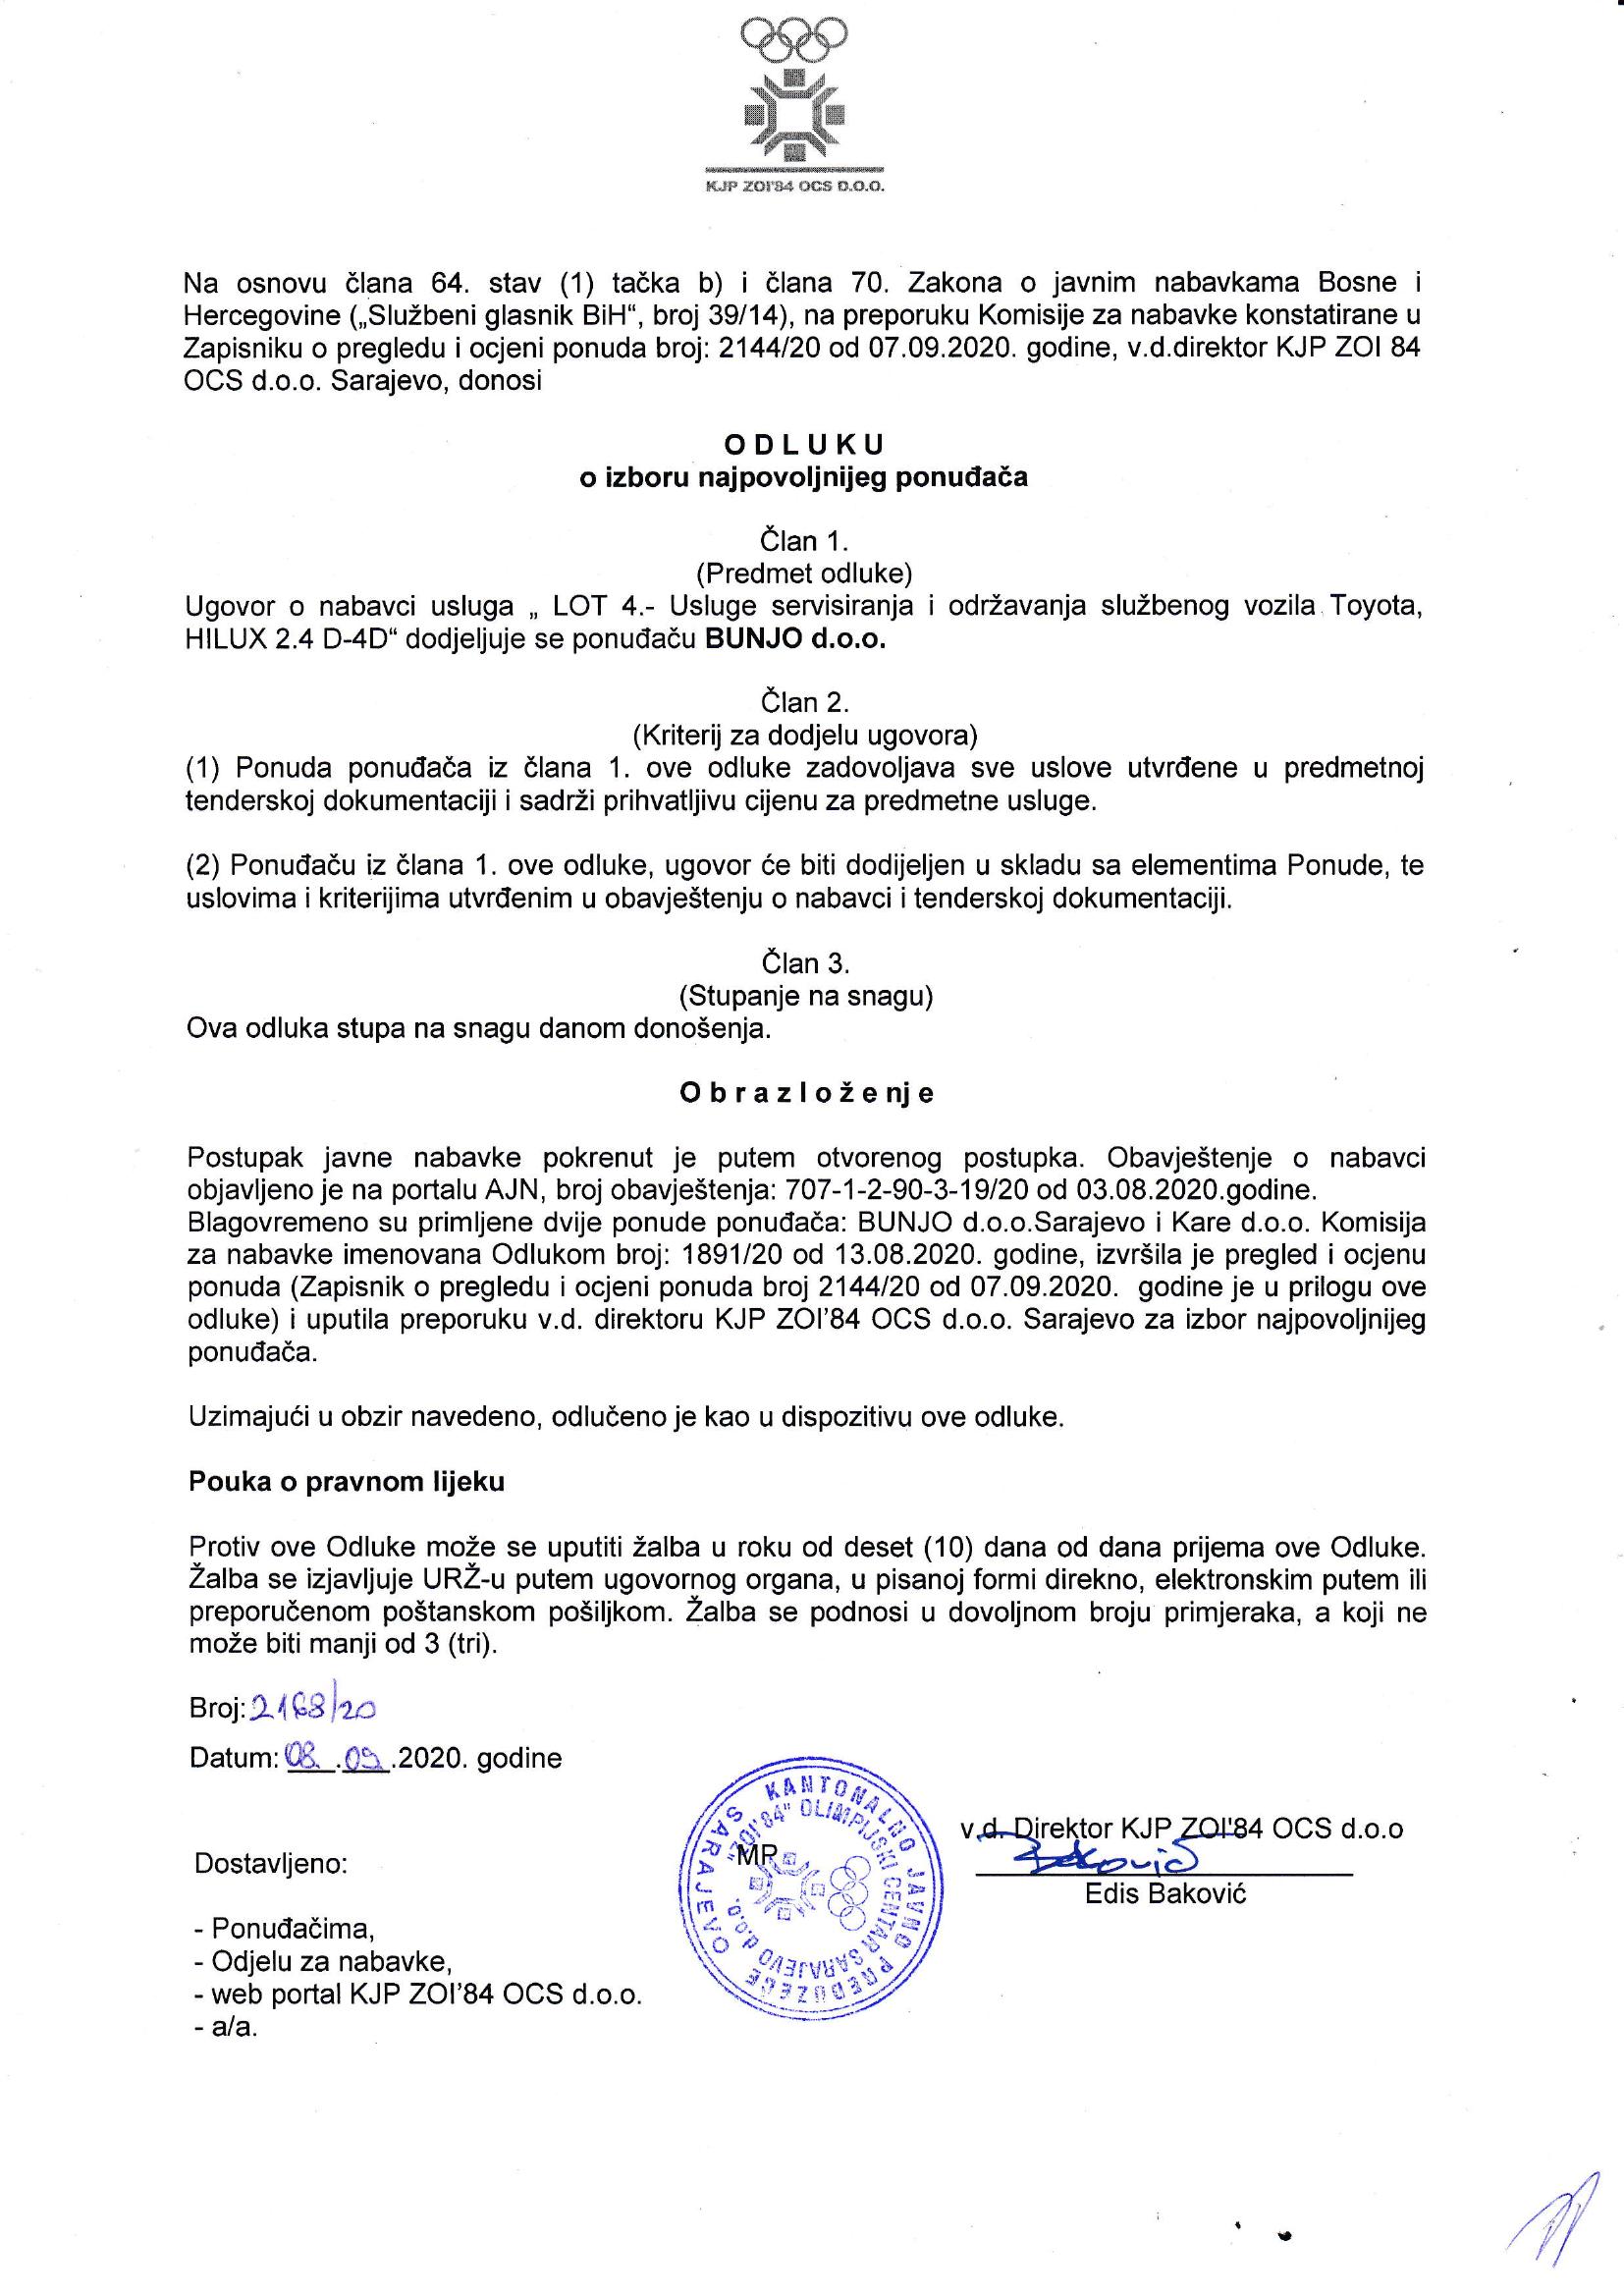 KJP ZOI'84 OCS D.O.O.
Na osnovu člana 64. stav (1) tačka b) i člana 70. Zakona o javnim nabavkama Bosne i
Hercegovine („Službeni glasnik BiH“, broj 39/14), na preporuku Komisije za nabavke konstatirane u
Zapisniku o pregledu i ocjeni ponuda broj: 2144/20 od 07.09.2020. godine, v.d.direktor KJP ZOI 84
OCS d.o.o. Sarajevo, donosi
O D L U K U
o izboru najpovoljnijeg ponuđača
Član 1.
(Predmet odluke)
Ugovor o nabavci usluga „ LOT 4.- Usluge servisiranja i održavanja službenog vozila Toyota,
HILUX 2.4 D-4D“ dodjeljuje se ponuđaču BUNJO d.o.o.
Član 2.
(Kriterij za dodjelu ugovora)
(1) Ponuda ponuđača iz člana 1. ove odluke zadovoljava sve uslove utvrđene u predmetnoj
tenderskoj dokumentaciji i sadrži prihvatljivu cijenu za predmetne usluge.
(2) Ponuđaču iz člana 1. ove odluke, ugovor će biti dodijeljen u skladu sa elementima Ponude, te
uslovima i kriterijima utvrđenim u obavještenju o nabavci i tenderskoj dokumentaciji.
Član 3.
(Stupanje na snagu)
Ova odluka stupa na snagu danom donošenja.
O b r a z l o ž e nj e
Postupak javne nabavke pokrenut je putem otvorenog postupka. Obavještenje o nabavci
objavljeno je na portalu AJN, broj obavještenja: 707-1-2-90-3-19/20 od 03.08.2020.godine.
Blagovremeno su primljene dvije ponude ponuđača: BUNJO d.o.o.Sarajevo i Kare d.o.o. Komisija
za nabavke imenovana Odlukom broj: 1891/20 od 13.08.2020. godine, izvršila je pregled i ocjenu
ponuda (Zapisnik o pregledu i ocjeni ponuda broj 2144/20 od 07.09.2020. godine je u prilogu ove
odluke) i uputila preporuku v.d. direktoru KJP ZOI’84 OCS d.o.o. Sarajevo za izbor najpovoljnijeg
ponuđača.
Uzimajući u obzir navedeno, odlučeno je kao u dispozitivu ove odluke.
Pouka o pravnom lijeku
Protiv ove Odluke može se uputiti žalba u roku od deset (10) dana od dana prijema ove Odluke.
Žalba se izjavljuje URŽ-u putem ugovornog organa, u pisanoj formi direkno, elektronskim putem ili
preporučenom poštanskom pošiljkom. Žalba se podnosi u dovoljnom broju primjeraka, a koji ne
može biti manji od 3 (tri).
Broj: 2168/20
Datum: 08.09.2020. godine
v.d. Direktor KJP ZOI'84 OCS d.o.o
Baković
Edis Baković
MP
KANTONALNO JAVNO PREDUZEĆE SARAJEVO
"ZOI'84" OLIMPIJSKI CENTAR SARAJEVO d.o.o.
Dostavljeno:
- Ponuđačima,
- Odjelu za nabavke,
- web portal KJP ZOI’84 OCS d.o.o.
- a/a.